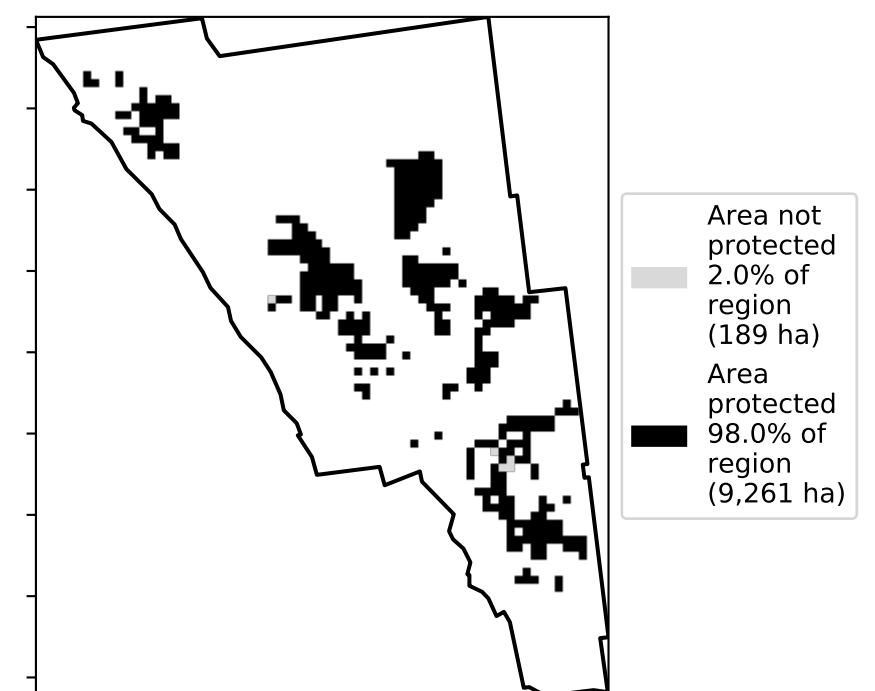 Area not
protected
2.0% of
region
(189 ha)
Area
protected
98.0% of
region
(9,261 ha)